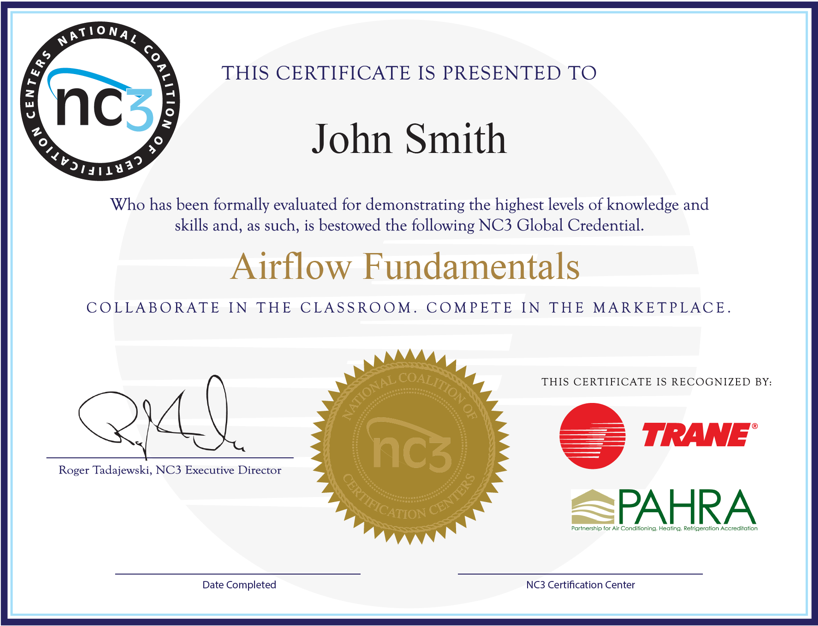 NATIONAL COALITION OF CERTIFICATION CENTERS
nc3
THIS CERTIFICATE IS PRESENTED TO
John Smith
Who has been formally evaluated for demonstrating the highest levels of knowledge and
skills and, as such, is bestowed the following NC3 Global Credential.
Airflow Fundamentals
COLLABORATE IN THE CLASSROOM. COMPETE IN THE MARKETPLACE.
Roger Tadajewski, NC3 Executive Director
NATIONAL COALITION OF
nc3
CERTIFICATION CENTERS
THIS CERTIFICATE IS RECOGNIZED BY:
TRANE®
PAHRA
Partnership for Air Conditioning, Heating, Refrigeration Accreditation
Date Completed
NC3 Certification Center